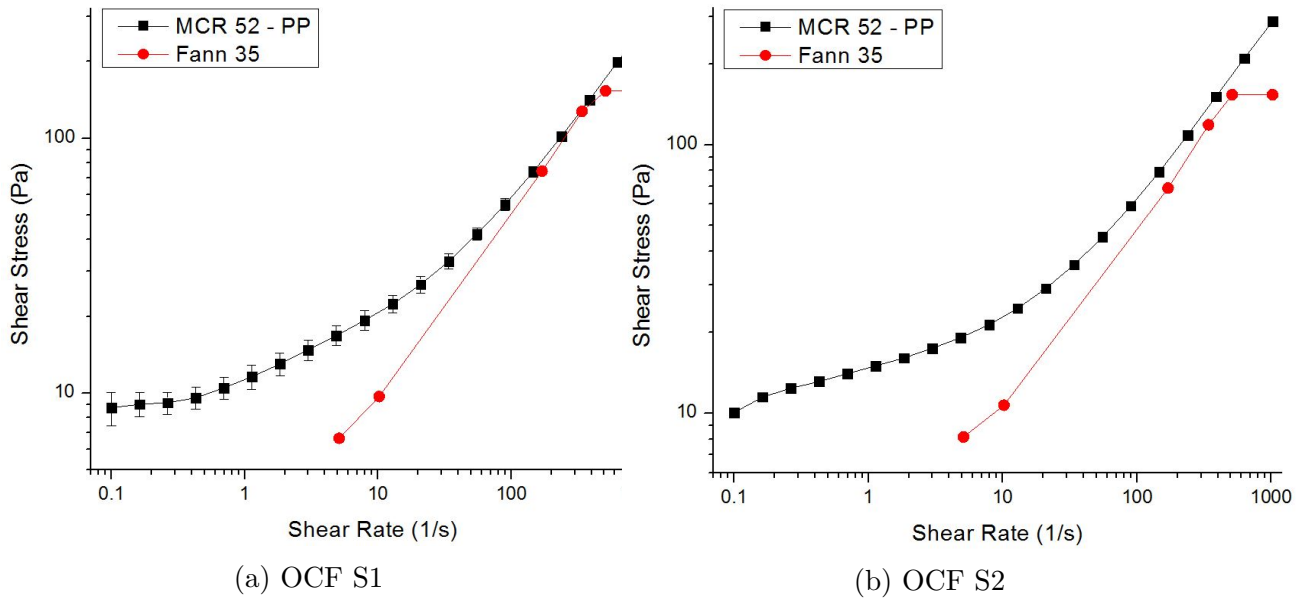 MCR 52 - PP
Fann 35
100
10
Shear Stress (Pa)
0.1
1
10
100
Shear Rate (1/s)
(a) OCF S1
MCR 52 - PP
Fann 35
100
10
Shear Stress (Pa)
0.1
1
10
100
1000
Shear Rate (1/s)
(b) OCF S2